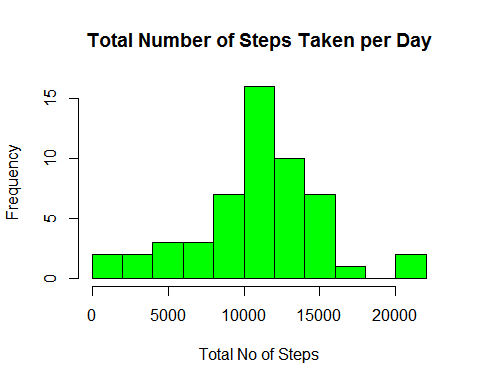 Total Number of Steps Taken per Day
15
10
5
0
Frequency
0 5000 10000 15000 20000
Total No of Steps